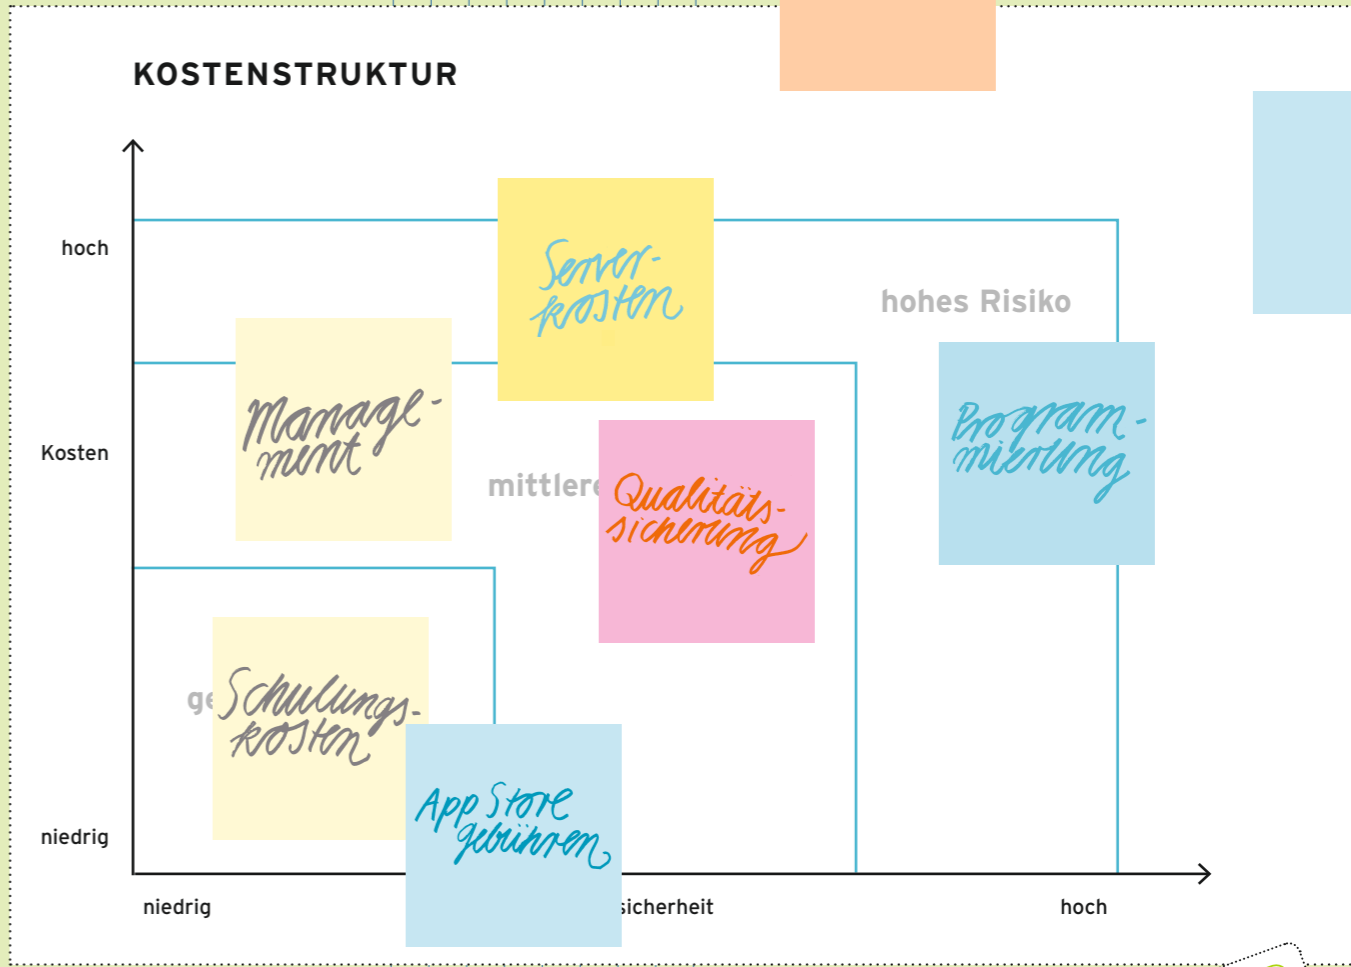 KOSTENSTRUKTUR
hoch
Server-
kosten
hohes Risiko
Manage-
ment
Kosten
Program-
mierung
mittlere
Qualitäts-
sicherung
ge
Schulungs-
kosten
App Store
gebühren
niedrig
niedrig
sicherheit
hoch